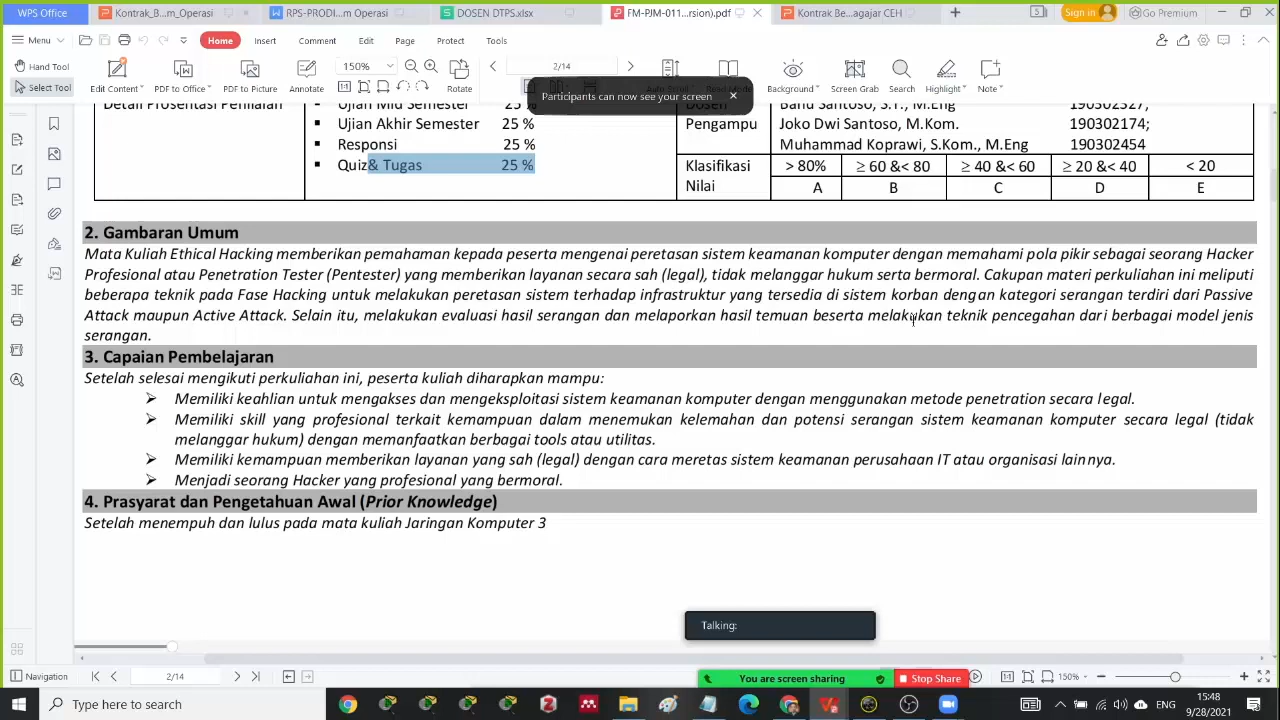 WPS Office
Kontrak_B...m_Operasi
RPS-PRODI...m Operasi
DOSEN DTPS.xlsx
FM-PJM-011...rsion).pdf
Kontrak Be...agajar CEH
Sign in
Go Premium
Menu
Home
Insert
Comment
Edit
Page
Protect
Tools
Hand Tool
Select Tool
Edit Content
PDF to Office
PDF to Picture
Annotate
150%
Rotate
2/14
Auto Scroll
Read Mode
Background
Screen Grab
Search
Highlight
Note
Participants can now see your screen
Detail Prosentasi Penilaian
Ujian Mid Semester 25 %
Ujian Akhir Semester 25 %
Responsi 25 %
Quiz& Tugas 25 %
Dosen Pengampu
Banu Santoso, S.T., M.Eng 190302327;
Joko Dwi Santoso, M.Kom. 190302174;
Muhammad Koprawi, S.Kom., M.Eng 190302454
Klasifikasi Nilai
> 80% ≥ 60 &< 80 ≥ 40 &< 60 ≥ 20 &< 40 < 20
A B C D E
2. Gambaran Umum
Mata Kuliah Ethical Hacking memberikan pemahaman kepada peserta mengenai peretasan sistem keamanan komputer dengan memahami pola pikir sebagai seorang Hacker
Profesional atau Penetration Tester (Pentester) yang memberikan layanan secara sah (legal), tidak melanggar hukum serta bermoral. Cakupan materi perkuliahan ini meliputi
beberapa teknik pada Fase Hacking untuk melakukan peretasan sistem terhadap infrastruktur yang tersedia di sistem korban dengan kategori serangan terdiri dari Passive
Attack maupun Active Attack. Selain itu, melakukan evaluasi hasil serangan dan melaporkan hasil temuan beserta melakukan teknik pencegahan dari berbagai model jenis
serangan.
3. Capaian Pembelajaran
Setelah selesai mengikuti perkuliahan ini, peserta kuliah diharapkan mampu:
Memiliki keahlian untuk mengakses dan mengeksploitasi sistem keamanan komputer dengan menggunakan metode penetration secara legal.
Memiliki skill yang profesional terkait kemampuan dalam menemukan kelemahan dan potensi serangan sistem keamanan komputer secara legal (tidak
melanggar hukum) dengan memanfaatkan berbagai tools atau utilitas.
Memiliki kemampuan memberikan layanan yang sah (legal) dengan cara meretas sistem keamanan perusahaan IT atau organisasi lainnya.
Menjadi seorang Hacker yang profesional yang bermoral.
4. Prasyarat dan Pengetahuan Awal (Prior Knowledge)
Setelah menempuh dan lulus pada mata kuliah Jaringan Komputer 3
Talking:
Navigation
2/14
You are screen sharing
Stop Share
150%
Type here to search
ENG
15:48
9/28/2021